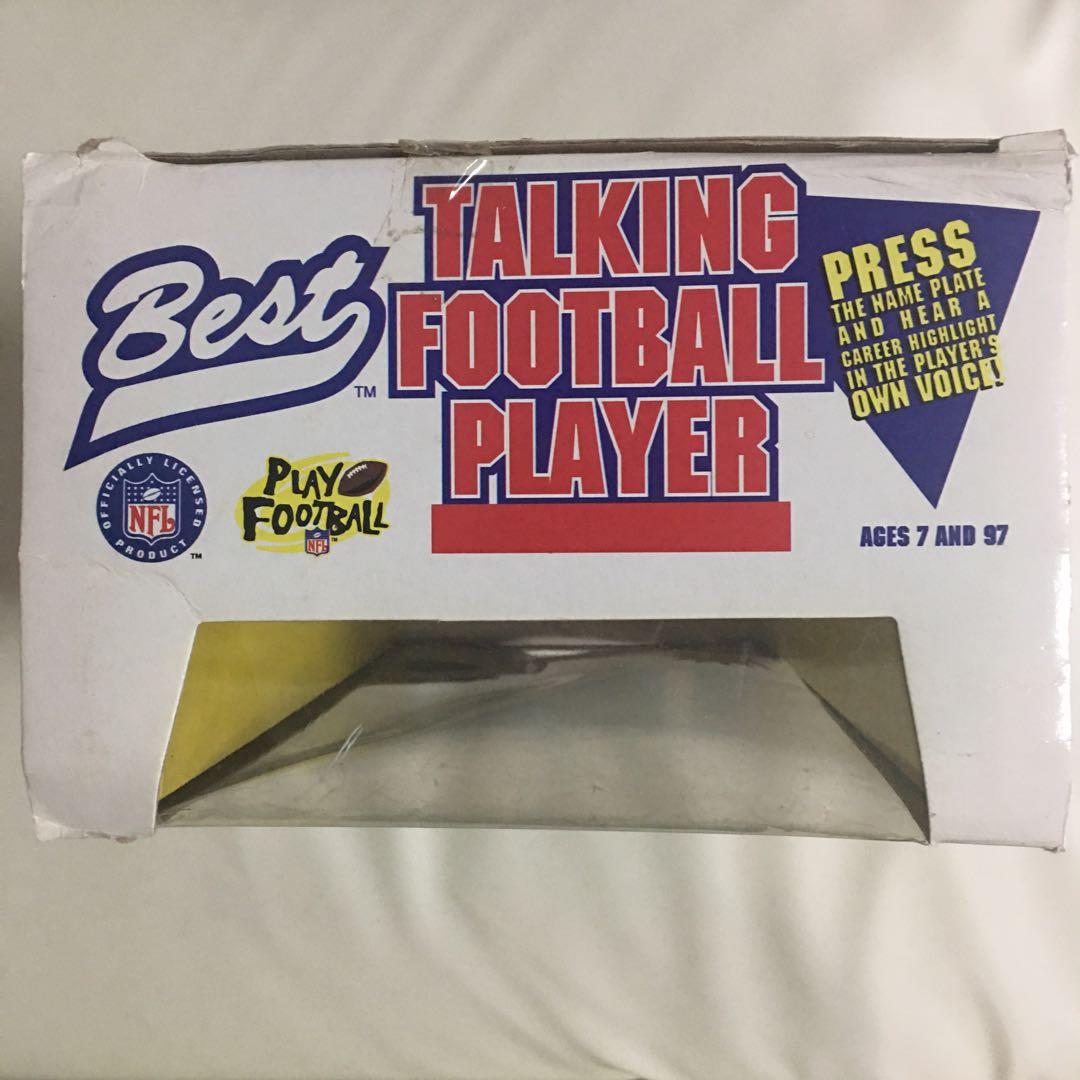 Best
TM
TALKING
FOOTBALL
PLAYER
PRESS
THE NAME PLATE
AND HEAR A
CAREER HIGHLIGHT
IN THE PLAYER'S
OWN VOICE!
OFFICIALLY LICENSED
NFL
PRODUCT
TM
PLAY
FOOTBALL
NFL
TM
AGES 7 AND 97